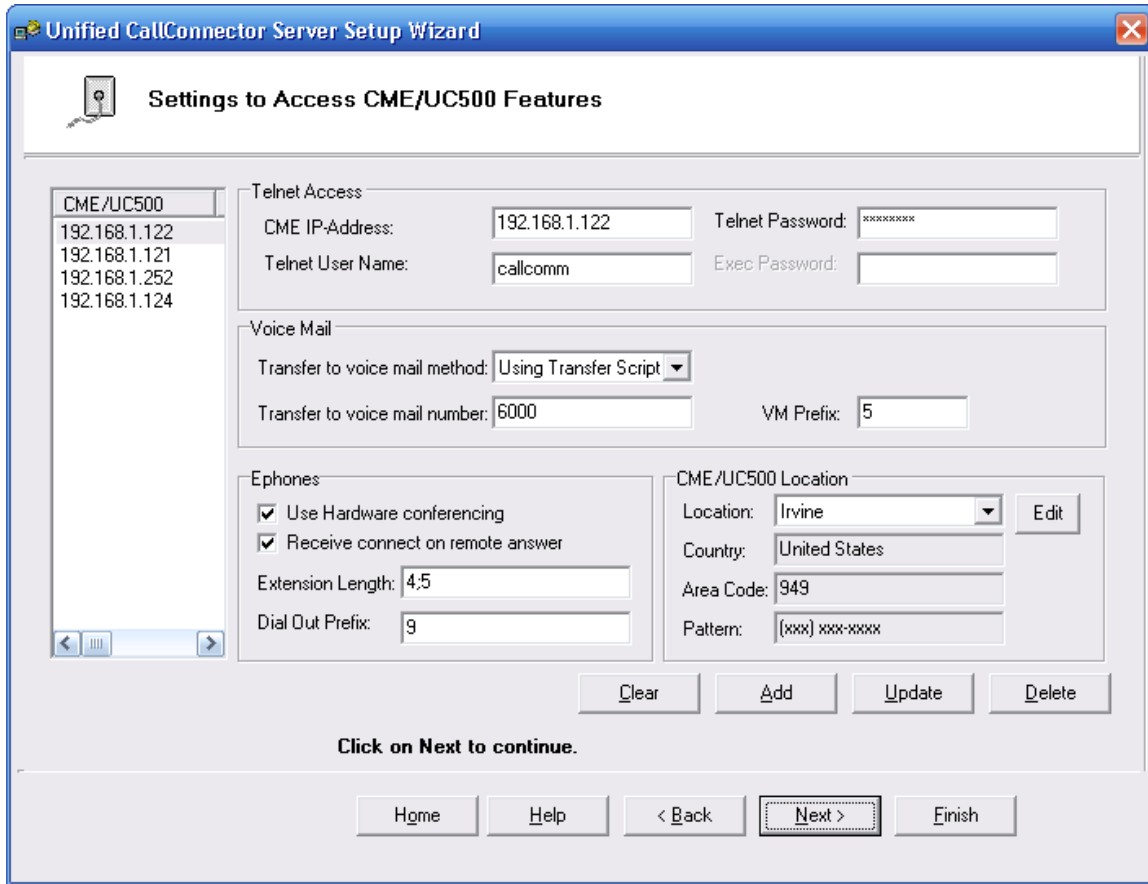 Unified CallConnector Server Setup Wizard
Settings to Access CME/UC500 Features
CME/UC500
192.168.1.122
192.168.1.121
192.168.1.252
192.168.1.124
Telnet Access
CME IP-Address: 192.168.1.122 Telnet Password: xxxxxxxx
Telnet User Name: callcomm Exec Password:
Voice Mail
Transfer to voice mail method: Using Transfer Script
Transfer to voice mail number: 6000 VM Prefix: 5
Ephones
Use Hardware conferencing
Receive connect on remote answer
Extension Length: 4;5
Dial Out Prefix: 9
CME/UC500 Location
Location: Irvine Edit
Country: United States
Area Code: 949
Pattern: (xxx) xxx-xxxx
Clear Add Update Delete
Click on Next to continue.
Home Help < Back Next > Finish